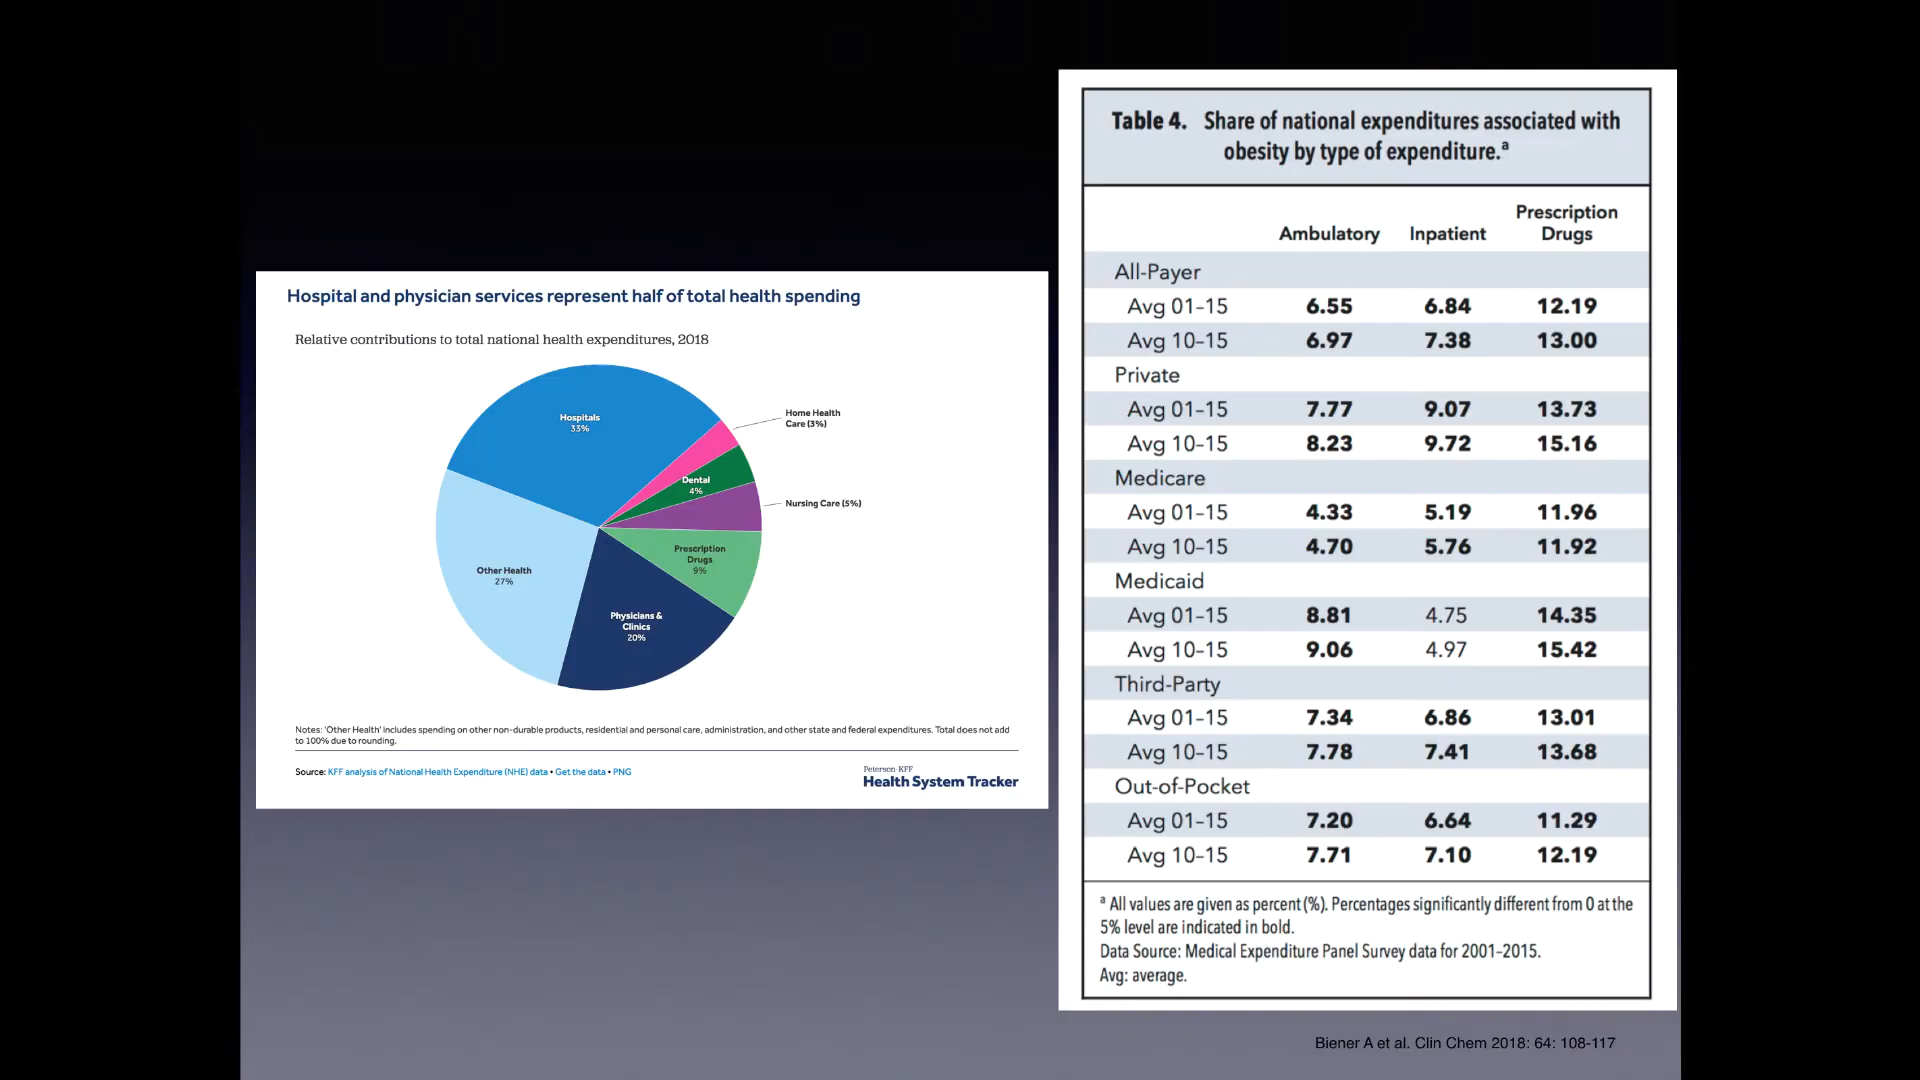 Hospital and physician services represent half of total health spending
Relative contributions to total national health expenditures, 2018
Hospitals
33%
Home Health
Care (3%)
Dental
4%
Nursing Care (5%)
Prescription
Drugs
9%
Other Health
27%
Physicians &
Clinics
20%
Notes: 'Other Health' includes spending on other non-durable products, residential and personal care, administration, and other state and federal expenditures. Total does not add
to 100% due to rounding.
Source: KFF analysis of National Health Expenditure (NHE) data • Get the data • PNG
Peterson-KFF
Health System Tracker
Table 4. Share of national expenditures associated with
obesity by type of expenditure.a
Prescription
Ambulatory Inpatient Drugs
All-Payer
Avg 01–15 6.55 6.84 12.19
Avg 10–15 6.97 7.38 13.00
Private
Avg 01–15 7.77 9.07 13.73
Avg 10–15 8.23 9.72 15.16
Medicare
Avg 01–15 4.33 5.19 11.96
Avg 10–15 4.70 5.76 11.92
Medicaid
Avg 01–15 8.81 4.75 14.35
Avg 10–15 9.06 4.97 15.42
Third-Party
Avg 01–15 7.34 6.86 13.01
Avg 10–15 7.78 7.41 13.68
Out-of-Pocket
Avg 01–15 7.20 6.64 11.29
Avg 10–15 7.71 7.10 12.19
a All values are given as percent (%). Percentages significantly different from 0 at the
5% level are indicated in bold.
Data Source: Medical Expenditure Panel Survey data for 2001–2015.
Avg: average.
Biener A et al. Clin Chem 2018: 64: 108-117